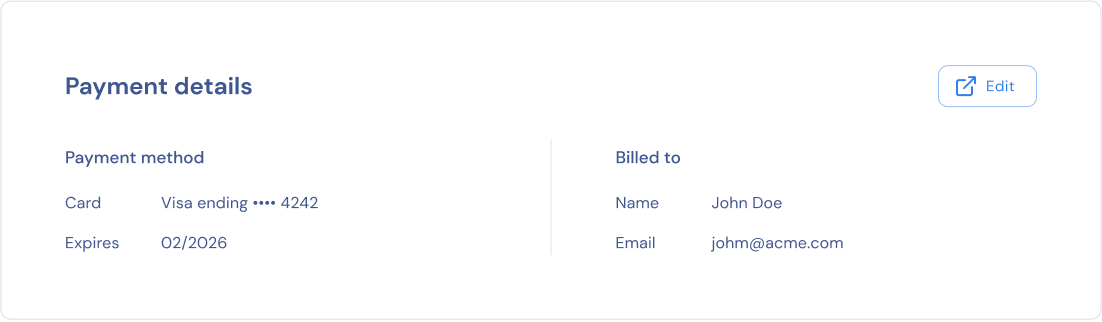 Payment details
Edit
Payment method
Card Visa ending •••• 4242
Expires 02/2026
Billed to
Name John Doe
Email johm@acme.com